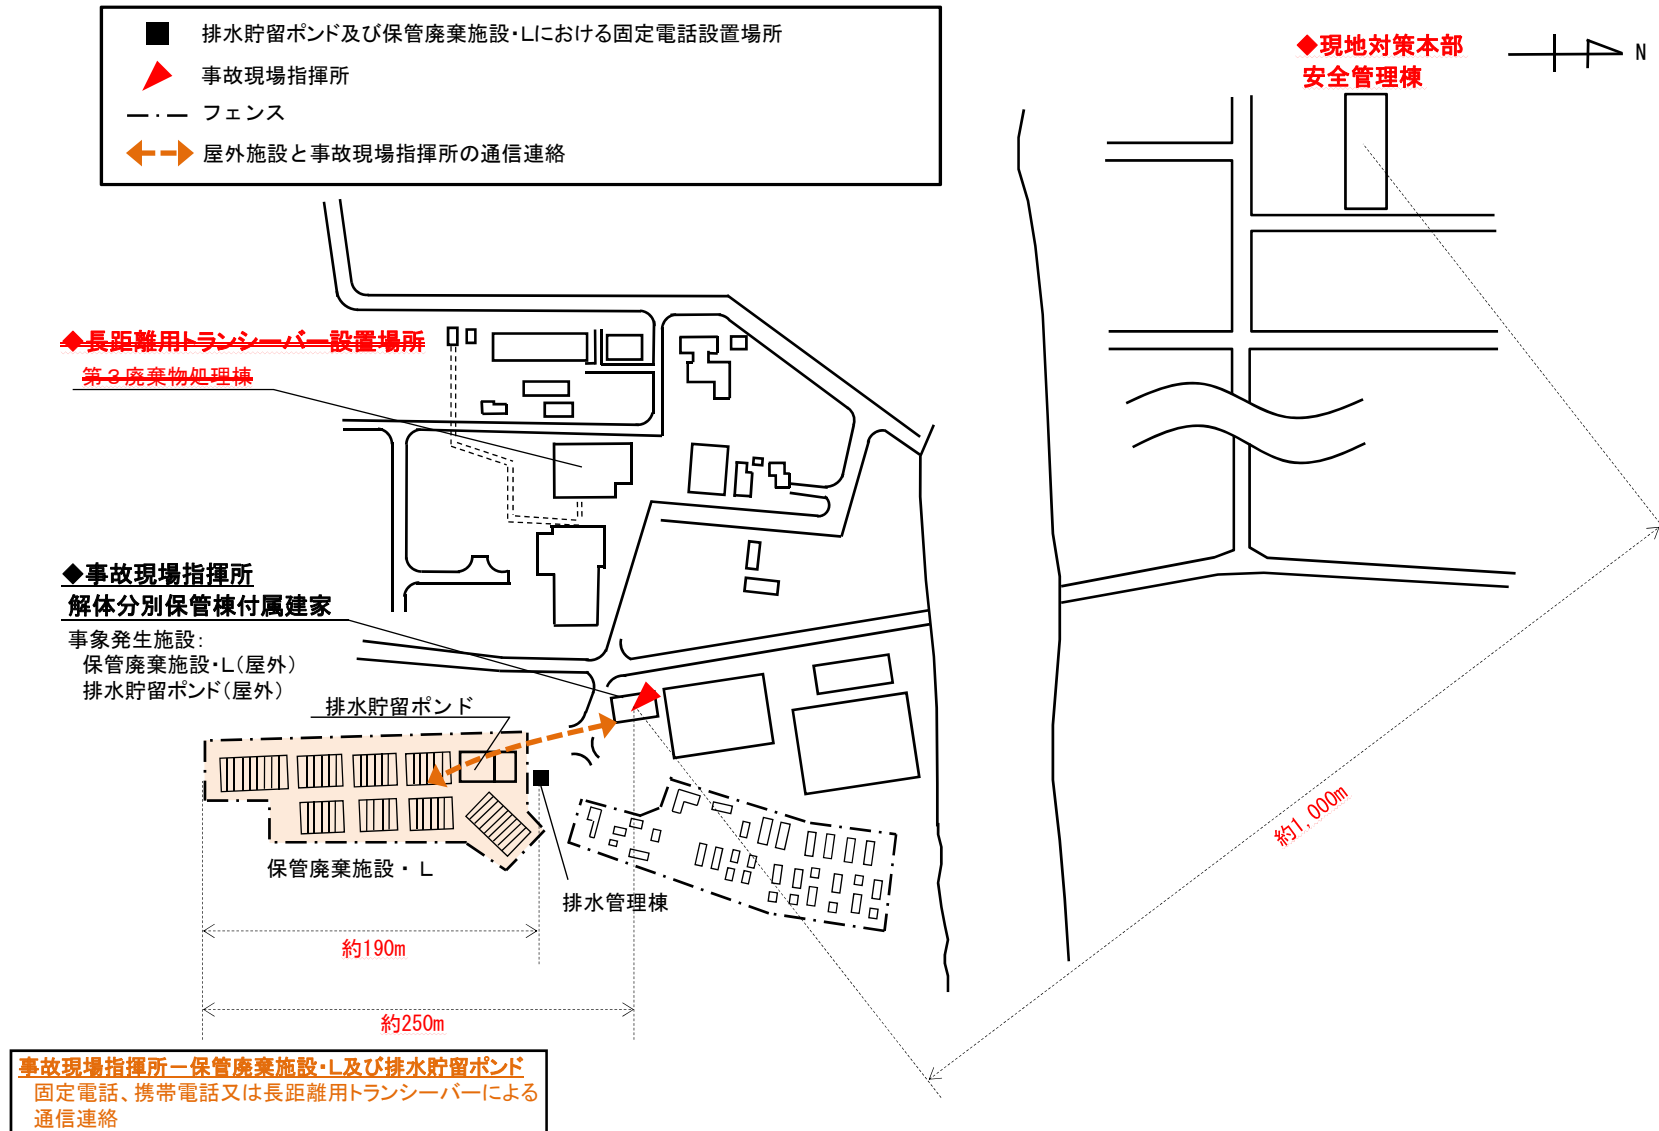 排水貯留ポンド及び保管廃棄施設・Lにおける固定電話設置場所
事故現場指揮所
フェンス
屋外施設と事故現場指揮所の通信連絡
◆現地対策本部
安全管理棟
N
◆長距離用トランシーバー設置場所
第3廃棄物処理棟
◆事故現場指揮所
解体分別保管棟付属建家
事象発生施設:
保管廃棄施設・L(屋外)
排水貯留ポンド(屋外)
排水貯留ポンド
保管廃棄施設・L
排水管理棟
約190m
約250m
約1,000m
事故現場指揮所－保管廃棄施設・L及び排水貯留ポンド
固定電話、携帯電話又は長距離用トランシーバーによる
通信連絡